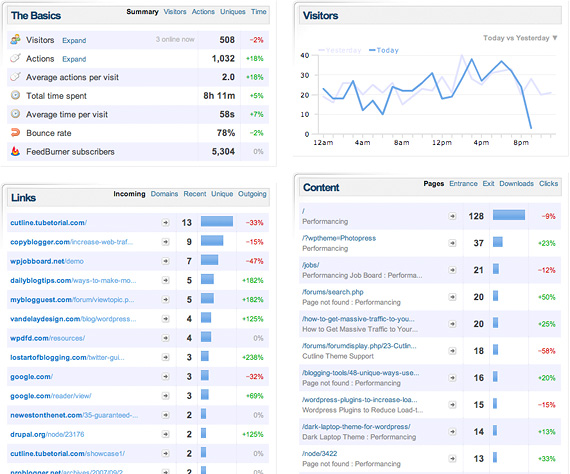 The Basics
Summary Visitors Actions Uniques Time
Visitors Expand 3 online now 508 -2%
Actions Expand 1,032 +18%
Average actions per visit 2.0 +18%
Total time spent 8h 11m +5%
Average time per visit 58s +7%
Bounce rate 78% -2%
FeedBurner subscribers 5,304 0%
Visitors
Today vs Yesterday ▼
Yesterday Today
40
30
20
10
0
12am 4am 8am 12pm 4pm 8pm
Links
Incoming Domains Recent Unique Outgoing
cutline.tubetorial.com/ 13 -33%
copyblogger.com/increase-web-traf... 9 -15%
wpjobboard.net/demo 7 -47%
dailyblogtips.com/ways-to-make-mo... 5 +182%
myblogguest.com/forum/viewtopic.p... 5 +182%
vandelaydesign.com/blog/wordpress... 4 +125%
wpdfd.com/resources/ 4 0%
lostartofblogging.com/twitter-gui... 3 +238%
google.com/ 3 -32%
google.com/reader/view/ 3 +69%
newestonthenet.com/35-guaranteed-... 2 0%
drupal.org/node/23176 2 +125%
cutline.tubetorial.com/showcase1/ 2 0%
problogger.net/archives/2007/09/2... 2 0%
Content
Pages Entrance Exit Downloads Clicks
/
Performancing 128 -9%
/?wptheme=Photopress
Performancing 37 +23%
/jobs/
Performancing Job Board : Performa... 21 -12%
/forums/search.php
Page not found : Performancing 20 +50%
/how-to-get-massive-traffic-to-you...
How to Get Massive Traffic to Your... 20 +25%
/forums/forumdisplay.php/23-Cutlin...
Cutline Theme Support 18 -58%
/blogging-tools/48-unique-ways-use...
Page not found : Performancing 16 +20%
/wordpress-plugins-to-increase-loa...
Wordpress Plugins to Reduce Load-t... 15 -15%
/dark-laptop-theme-for-wordpress/
Dark Laptop Theme : Performancing 14 +13%
/node/3422
Page not found : Performancing 13 +33%